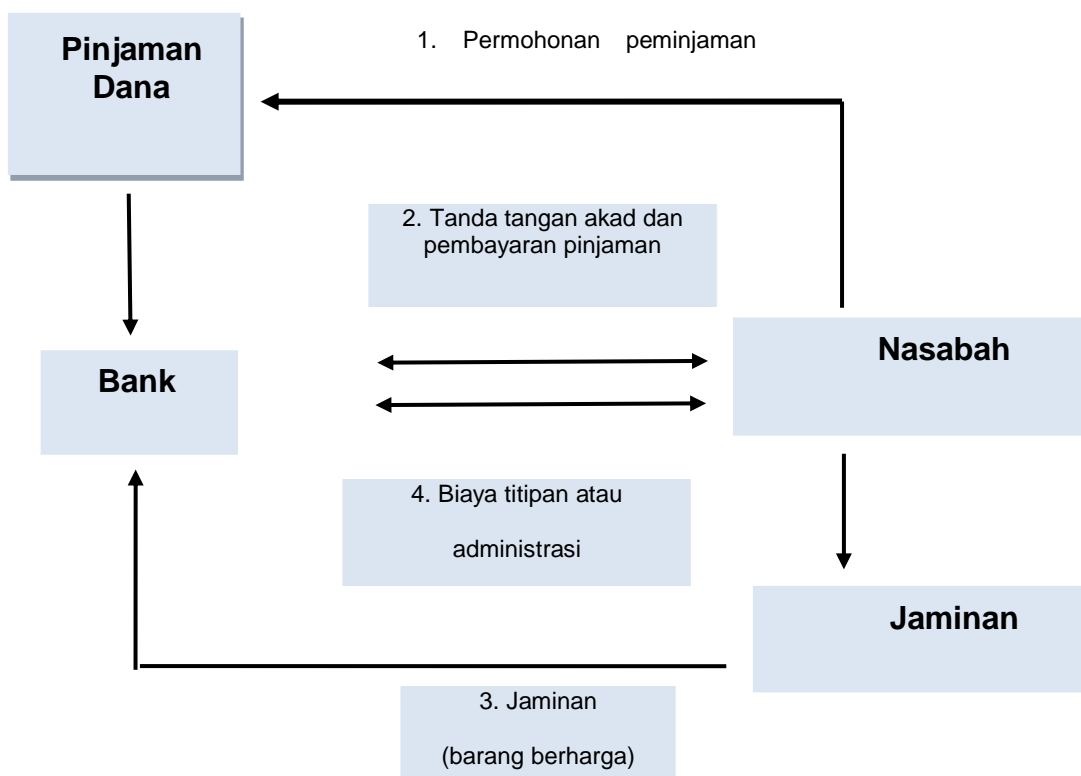 Pinjaman
Dana
1. Permohonan peminjaman
2. Tanda tangan akad dan
pembayaran pinjaman
Nasabah
Bank
4. Biaya titipan atau
administrasi
Jaminan
3. Jaminan
(barang berharga)